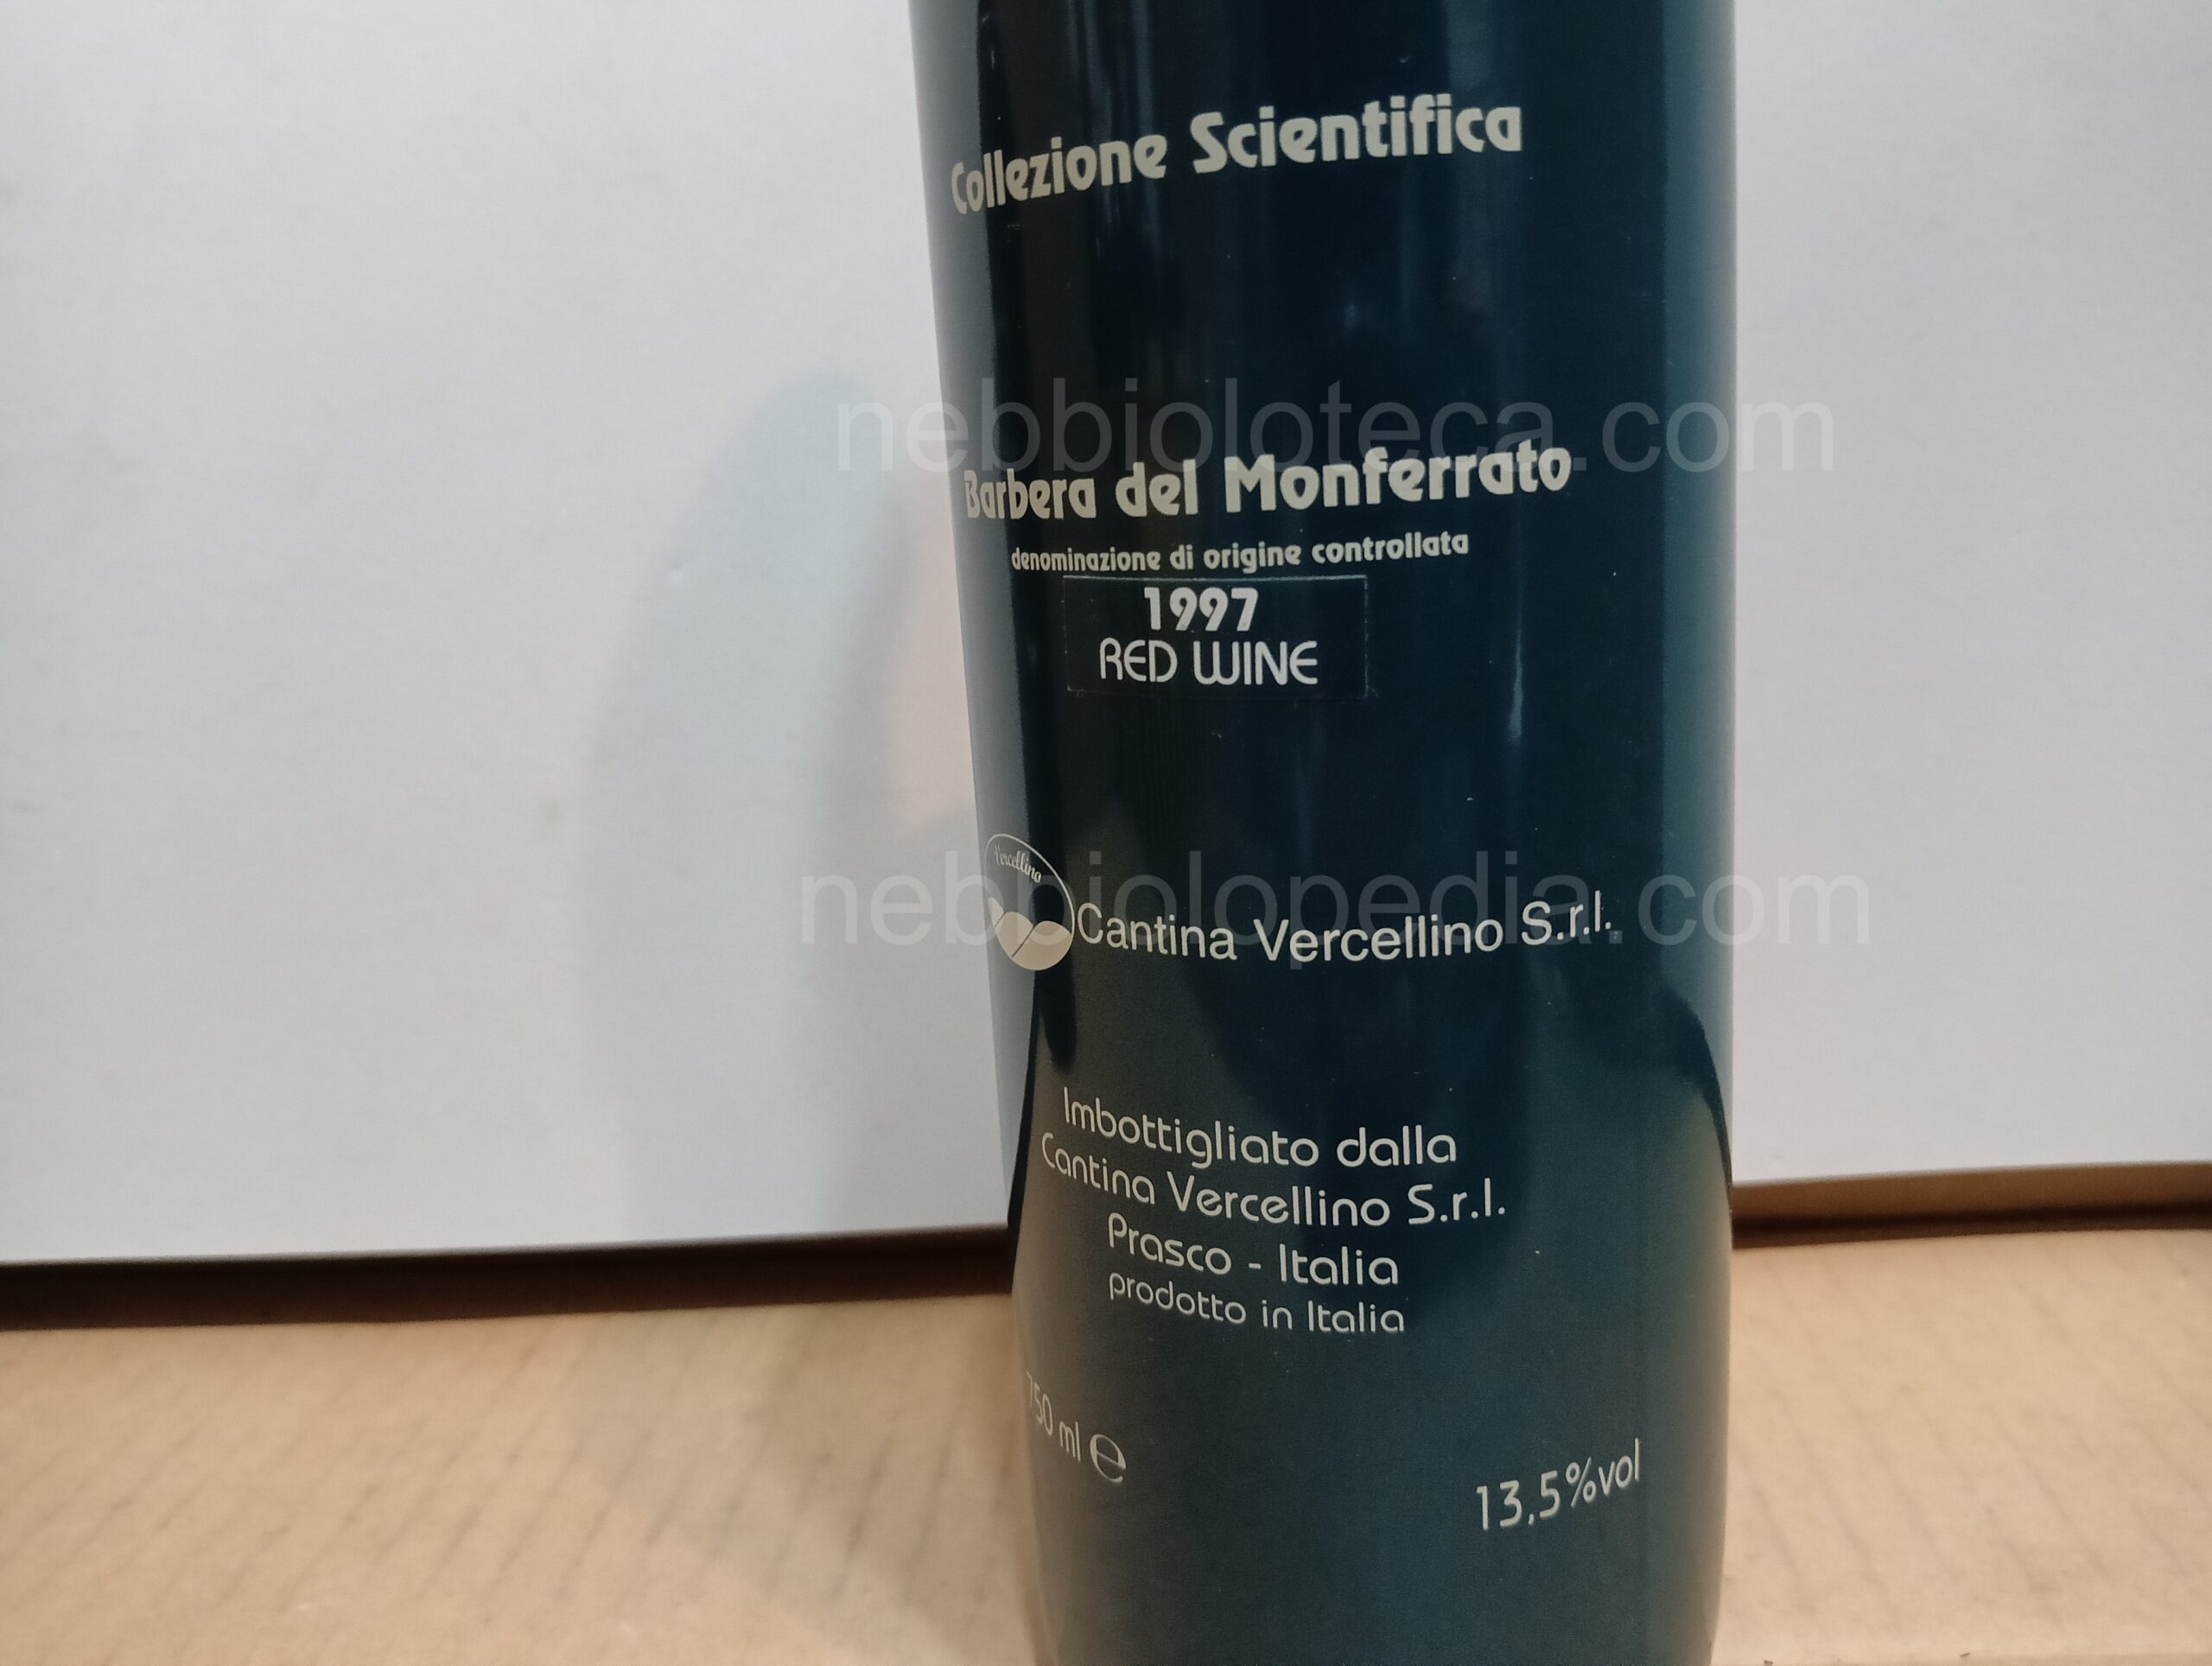 Collezione Scientifica
nebbioloteca.com
Barbera del Monferrato
denominazione di origine controllata
1997
RED WINE
Vercellino
nebbiolopedia.com
Cantina Vercellino S.r.l.
Imbottigliato dalla
Cantina Vercellino S.r.l.
Prasco - Italia
prodotto in Italia
750 ml e
13,5%vol